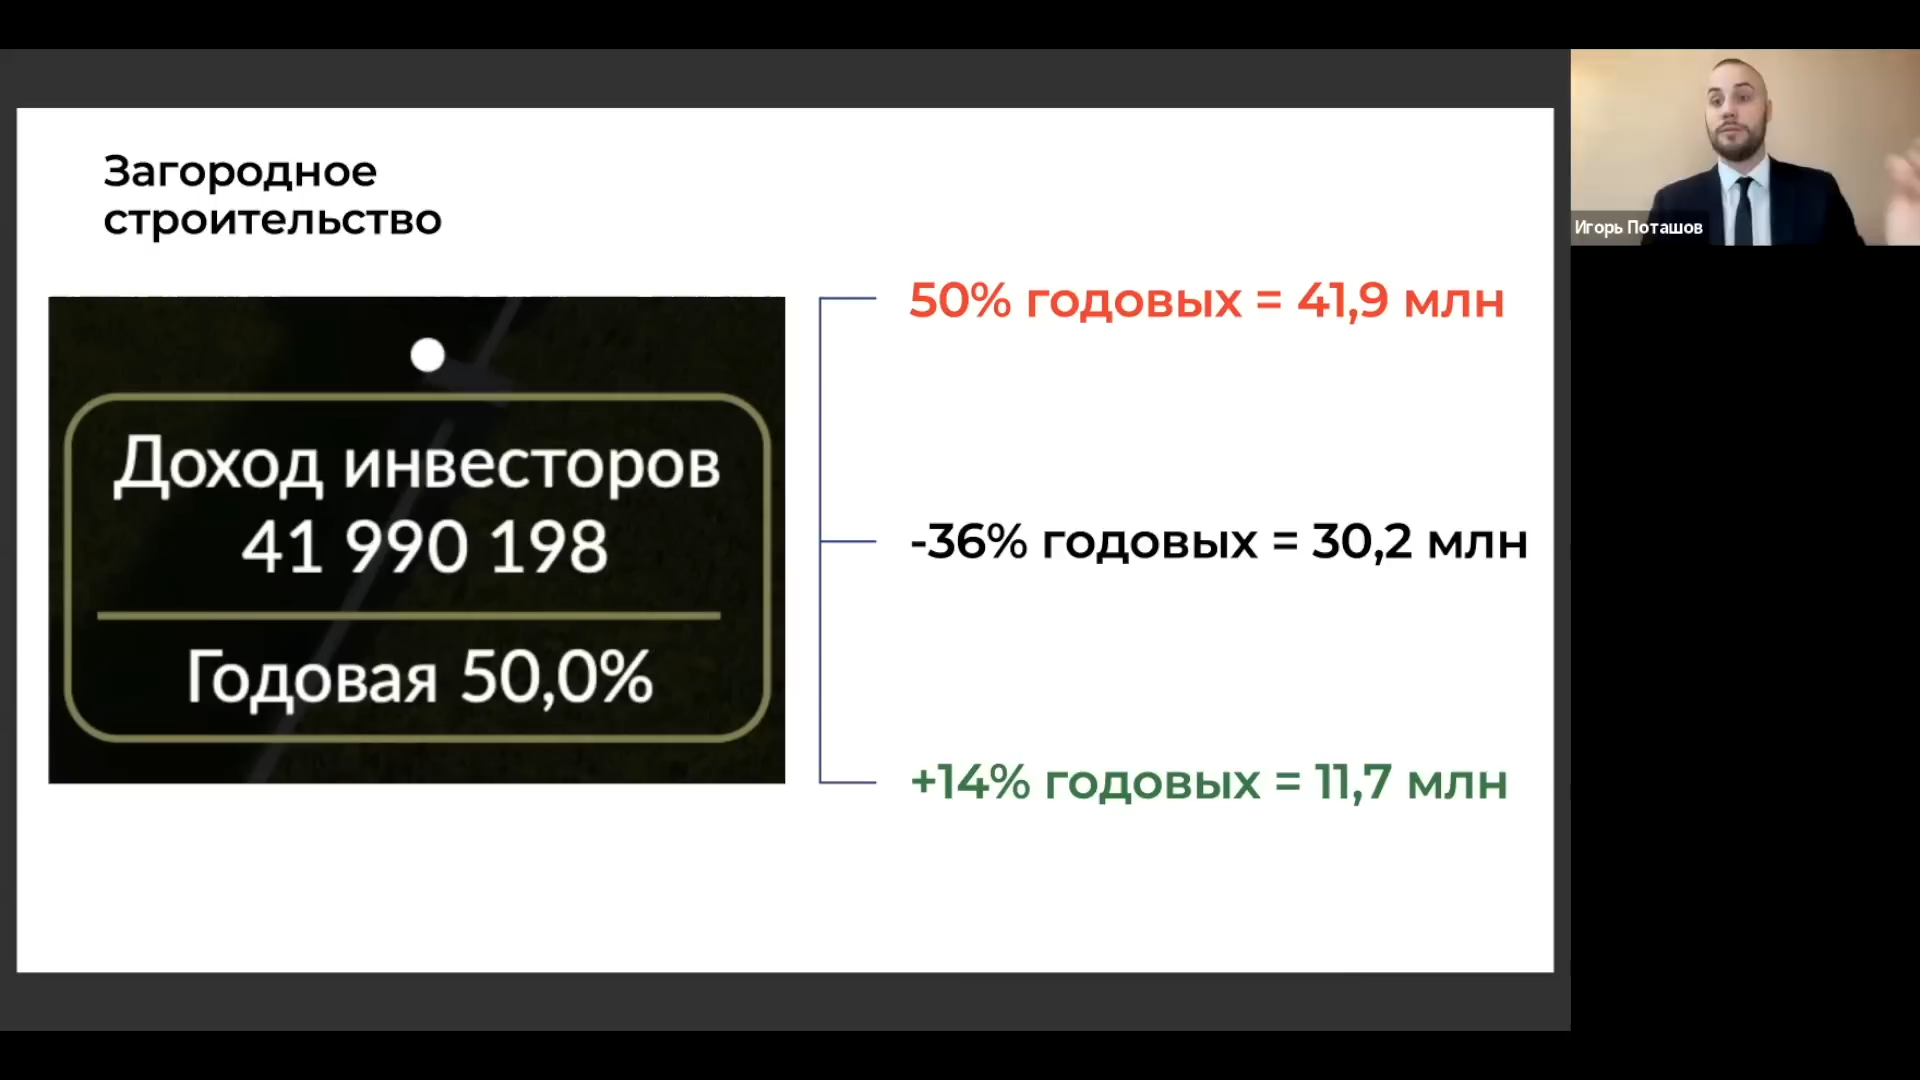 Загородное
строительство
Доход инвесторов
41 990 198
Годовая 50,0%
50% годовых = 41,9 млн
-36% годовых = 30,2 млн
+14% годовых = 11,7 млн
Игорь Поташов